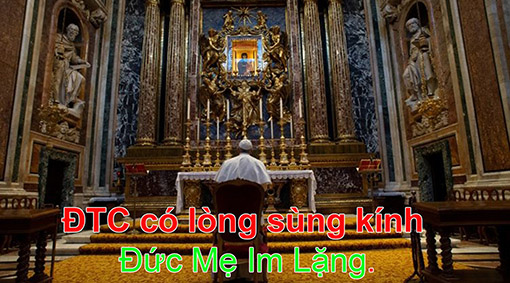 ĐTC có lòng sùng kính
Đức Mẹ Im Lặng.